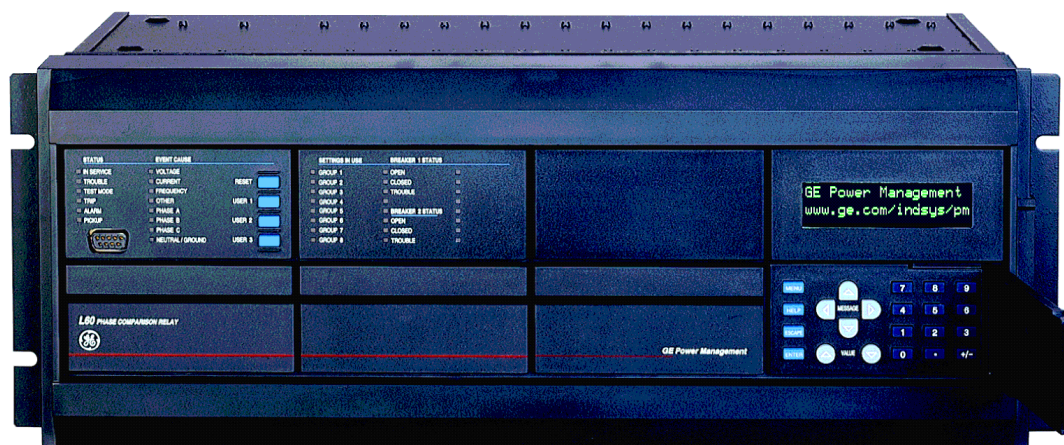 STATUS
IN SERVICE
TROUBLE
TEST MODE
TRIP
ALARM
PICKUP
EVENT CAUSE
VOLTAGE
CURRENT
FREQUENCY
OTHER
PHASE A
PHASE B
PHASE C
NEUTRAL/GROUND
RESET
USER 1
USER 2
USER 3
SETTINGS IN USE
GROUP 1
GROUP 2
GROUP 3
GROUP 4
GROUP 5
GROUP 6
GROUP 7
GROUP 8
BREAKER 1 STATUS
OPEN
CLOSED
TROUBLE
BREAKER 2 STATUS
OPEN
CLOSED
TROUBLE
GE Power Management
www.ge.com/indsys/pm
MENU
HELP
ESCAPE
ENTER
MESSAGE
VALUE
7 8 9
4 5 6
1 2 3
0 . +/-
L60 PHASE COMPARISON RELAY
GE
GE Power Management